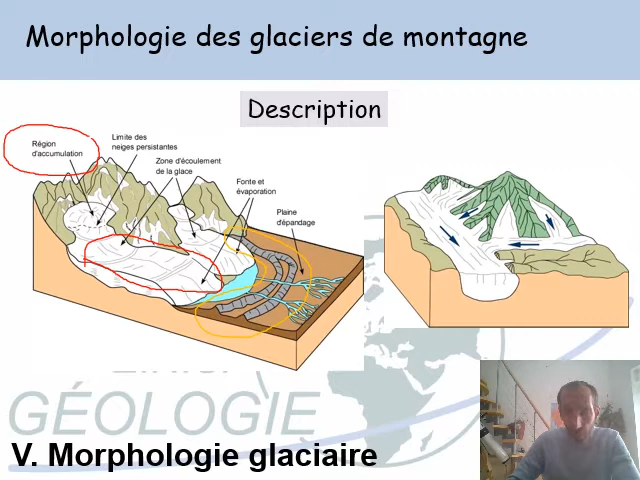 Morphologie des glaciers de montagne
Description
Région
d'accumulation
Limite des
neiges persistantes
Zone d'écoulement
de la glace
Fonte et
évaporation
Plaine
d'épandage
GÉOLOGIE
V. Morphologie glaciaire